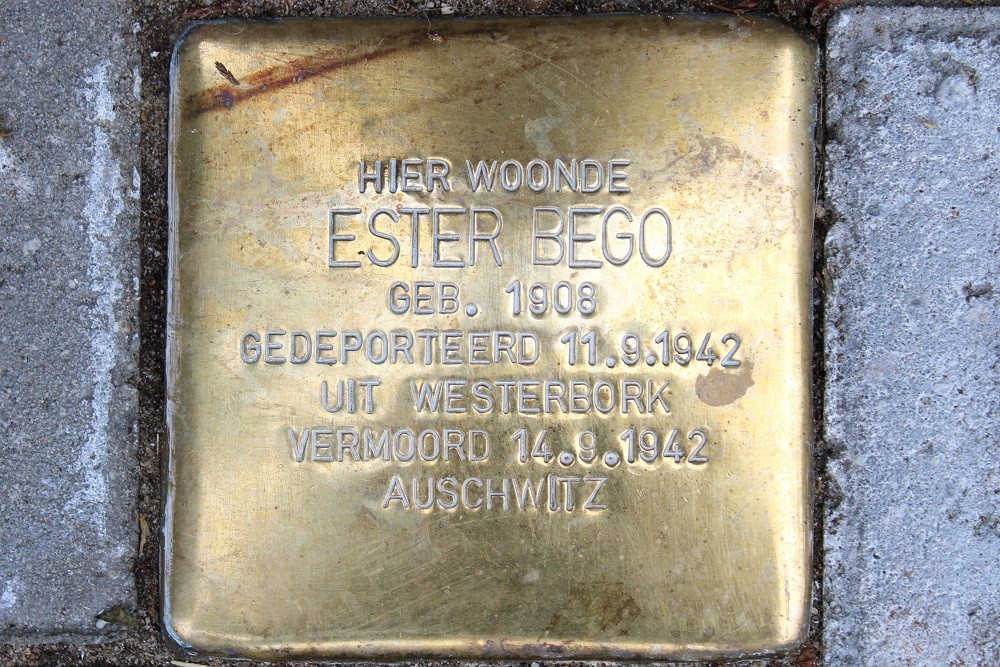 HIER WOONDE
ESTER BEGO
GEB. 1908
GEDEPORTEERD 11.9.1942
UIT WESTERBORK
VERMOORD 14.9.1942
AUSCHWITZ